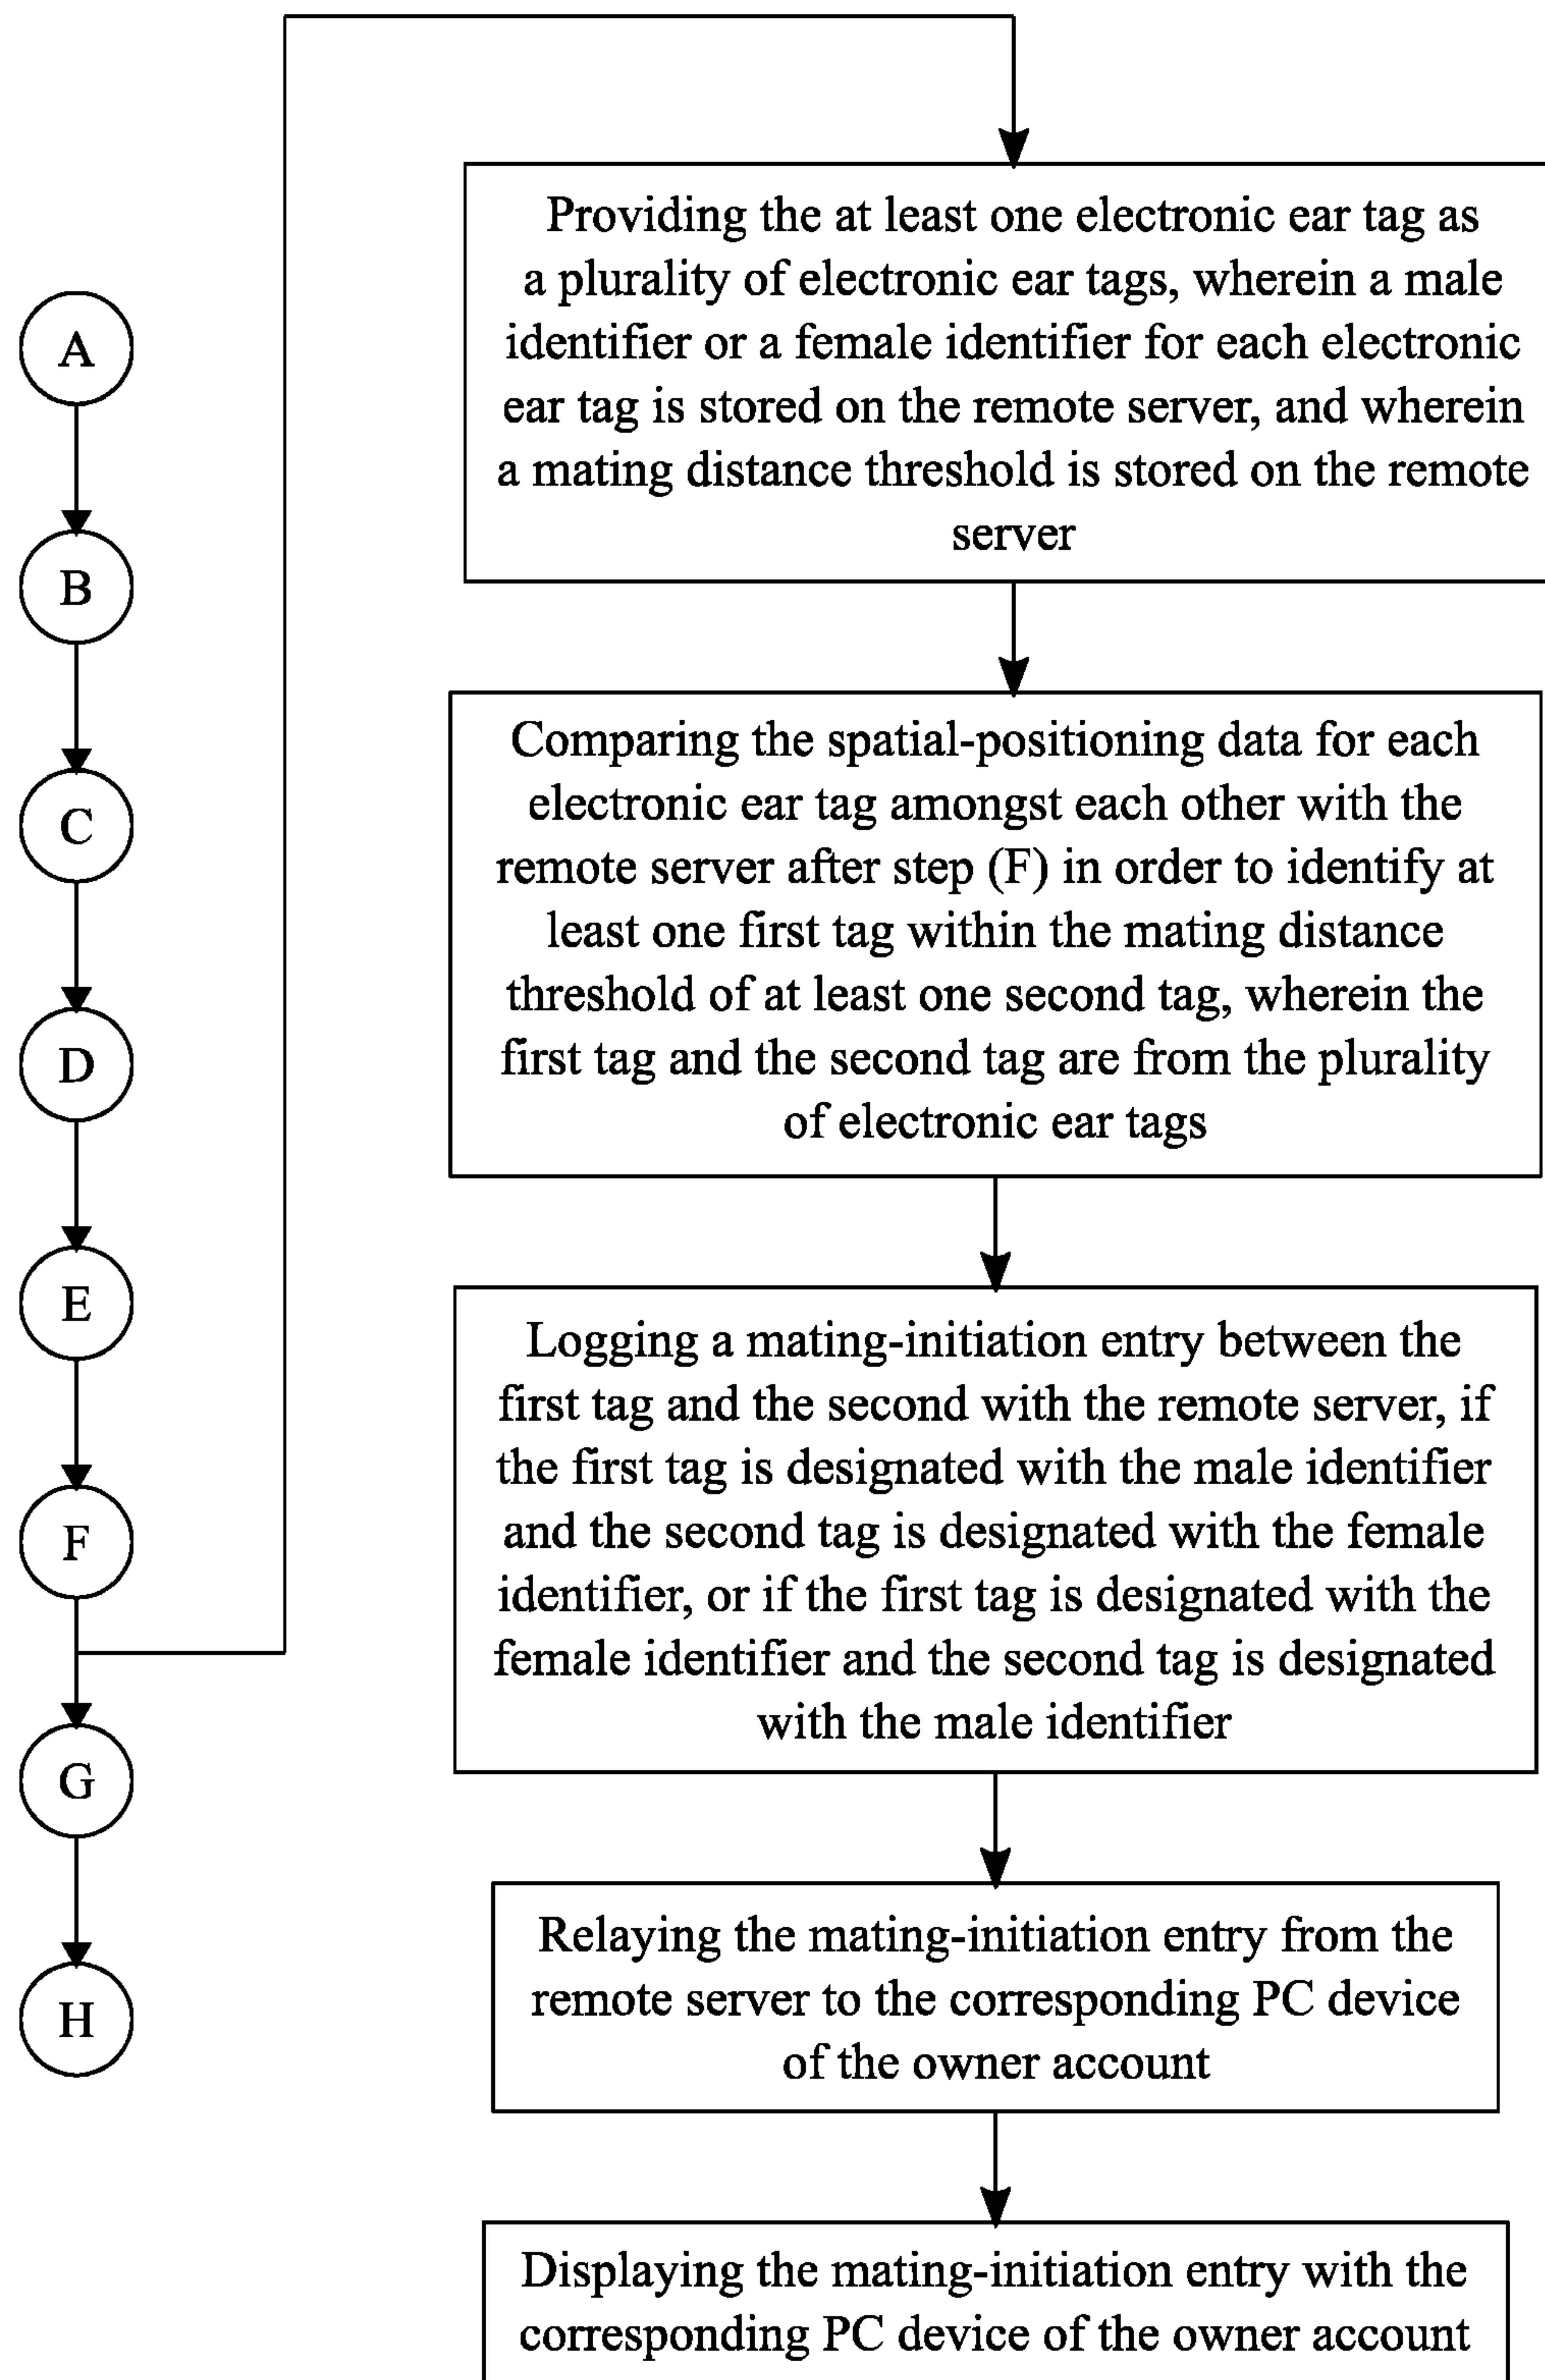 A
B
C
D
E
F
G
H
Providing the at least one electronic ear tag as
a plurality of electronic ear tags, wherein a male
identifier or a female identifier for each electronic
ear tag is stored on the remote server, and wherein
a mating distance threshold is stored on the remote
server
Comparing the spatial-positioning data for each
electronic ear tag amongst each other with the
remote server after step (F) in order to identify at
least one first tag within the mating distance
threshold of at least one second tag, wherein the
first tag and the second tag are from the plurality
of electronic ear tags
Logging a mating-initiation entry between the
first tag and the second with the remote server, if
the first tag is designated with the male identifier
and the second tag is designated with the female
identifier, or if the first tag is designated with the
female identifier and the second tag is designated
with the male identifier
Relaying the mating-initiation entry from the
remote server to the corresponding PC device
of the owner account
Displaying the mating-initiation entry with the
corresponding PC device of the owner account